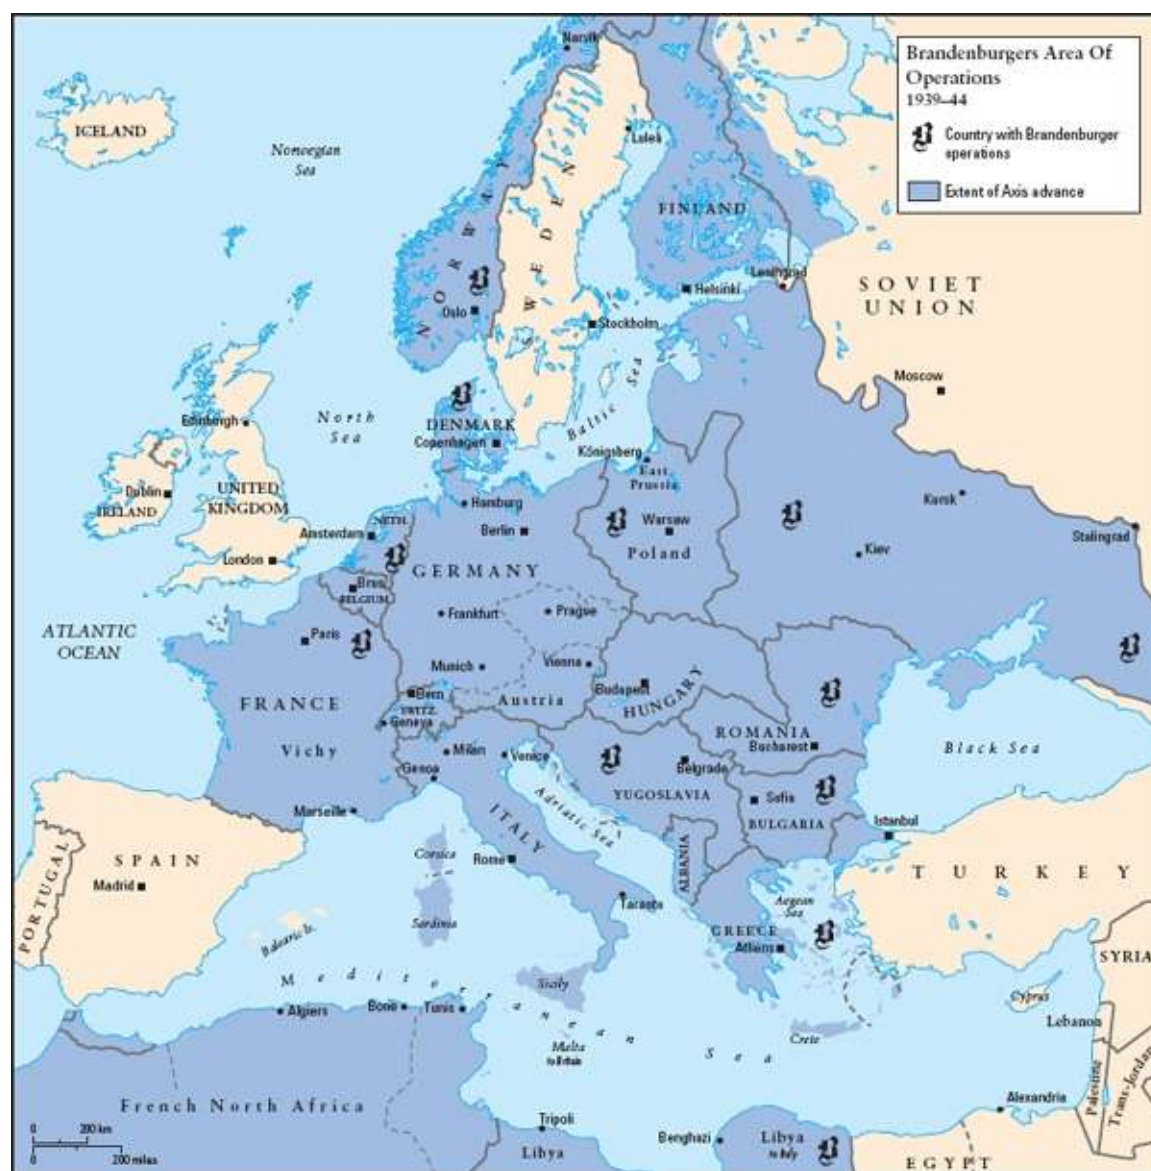 Brandenburgers Area Of
Operations
1939–44
Country with Brandenburger
operations
Extent of Axis advance
Narvik
ICELAND
Norwegian
Sea
Lulea
NORWAY
SWEDEN
FINLAND
Leningrad
Helsinki
SOVIET
UNION
Oslo
Stockholm
Moscow
Baltic
Sea
North
Sea
Edinburgh
DENMARK
Copenhagen
Königsberg
East
Prussia
Dublin
IRELAND
UNITED
KINGDOM
Hamburg
Kursk
NETH.
Amsterdam
Berlin
Warsaw
Poland
Stalingrad
London
Kiev
GERMANY
Brus
BELGIUM
Frankfurt
Prague
ATLANTIC
OCEAN
Paris
Munich
Vienna
Bern
SWITZ.
Geneva
Austria
Budapest
HUNGARY
FRANCE
Vichy
ROMANIA
Bucharest
Black Sea
Milan
Venice
Genoa
Belgrade
YUGOSLAVIA
Sofia
BULGARIA
Marseille
ITALY
Adriatic Sea
Istanbul
Corsica
Rome
ALBANIA
PORTUGAL
SPAIN
Madrid
TURKEY
Sardinia
Taranto
Aegean
Sea
Balearic Is.
GREECE
Athens
SYRIA
Mediterranean Sea
Sicily
Cyprus
Lebanon
Algiers
Bone
Tunis
Malta
to Britain
Crete
Palestine
Trans-Jordan
French North Africa
Tripoli
Alexandria
Benghazi
Libya
Libya
to Italy
EGYPT
0 200 km
0 200 miles